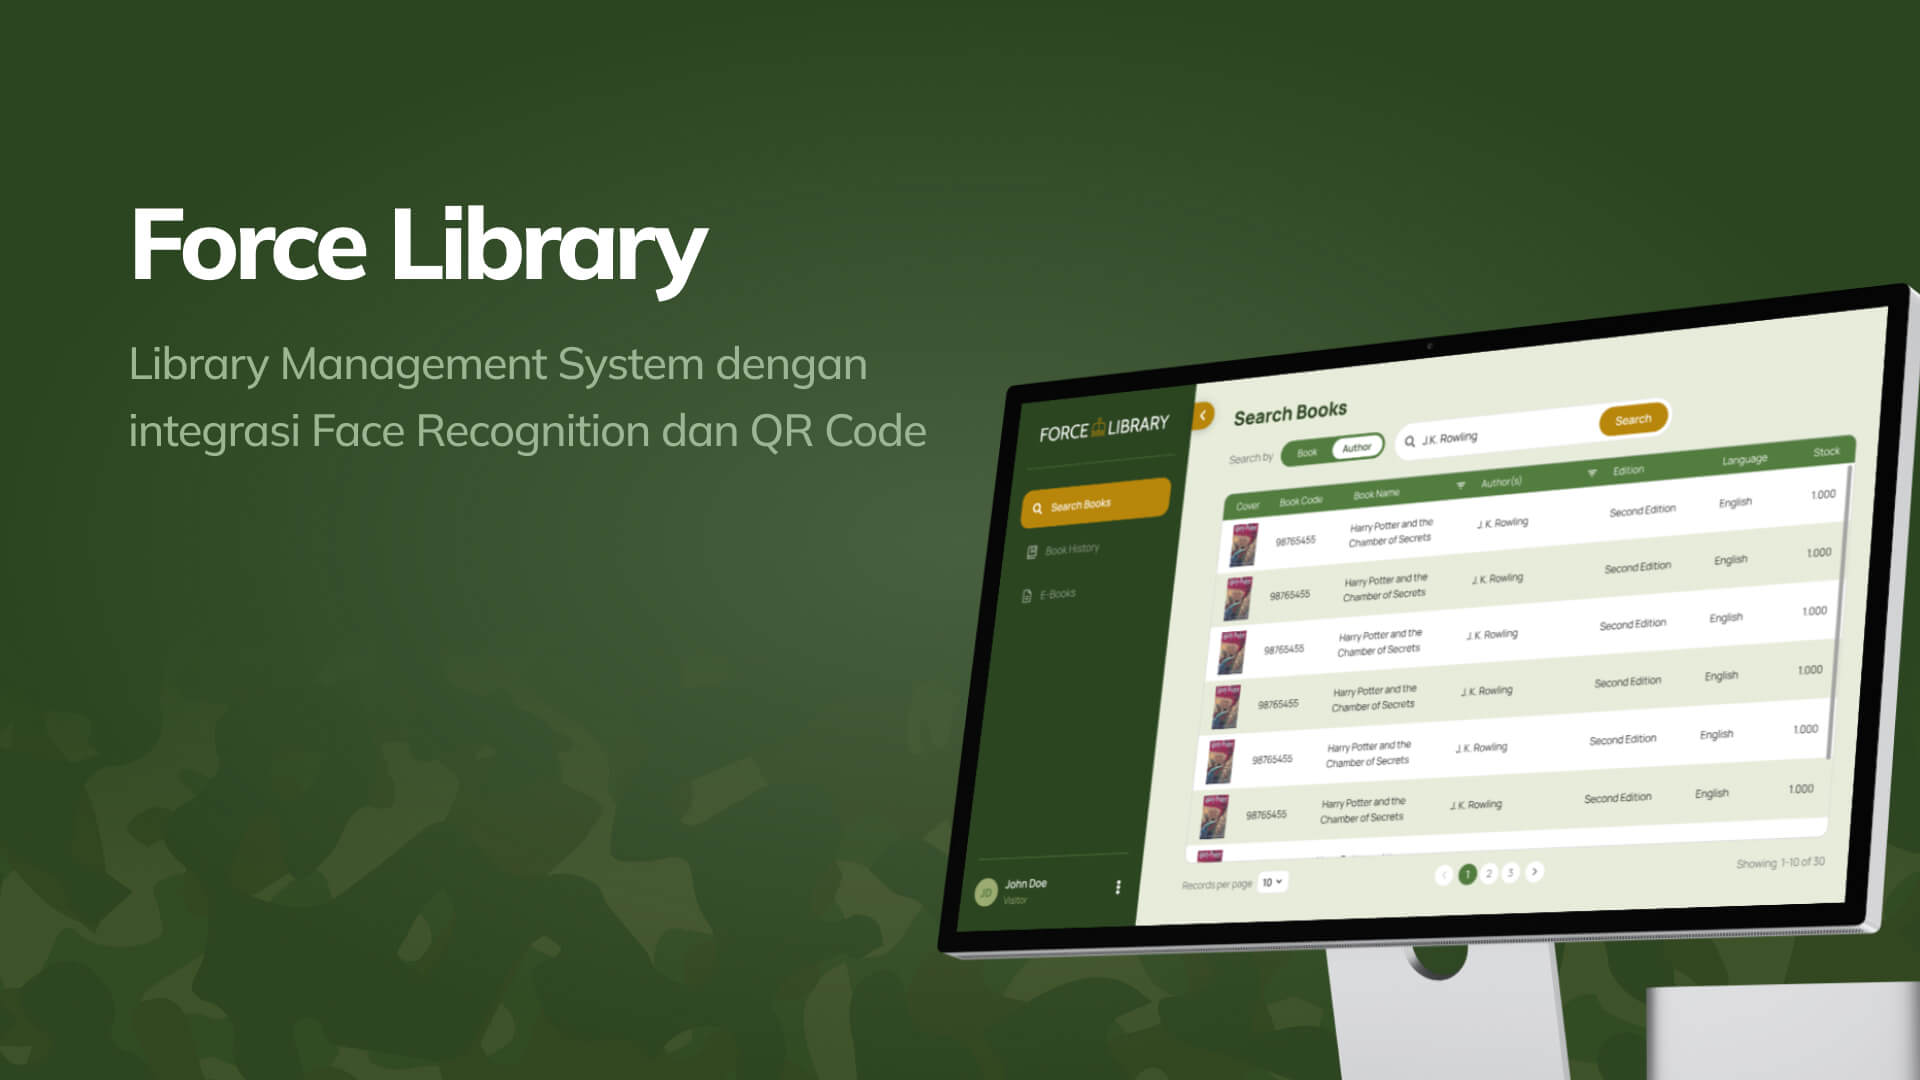 Force Library
Library Management System dengan
integrasi Face Recognition dan QR Code
FORCE LIBRARY
Search Books
Book History
E-Books
JD
John Doe
Visitor
Search Books
Search by
Book
Author
J.K. Rowling
Search
Cover Book Code Book Name Author(s) Edition Language Stock
98765455 Harry Potter and the Chamber of Secrets J. K. Rowling Second Edition English 1.000
98765455 Harry Potter and the Chamber of Secrets J. K. Rowling Second Edition English 1.000
98765455 Harry Potter and the Chamber of Secrets J. K. Rowling Second Edition English 1.000
98765455 Harry Potter and the Chamber of Secrets J. K. Rowling Second Edition English 1.000
98765455 Harry Potter and the Chamber of Secrets J. K. Rowling Second Edition English 1.000
98765455 Harry Potter and the Chamber of Secrets J. K. Rowling Second Edition English 1.000
Records per page 10
1 2 3
Showing 1-10 of 30